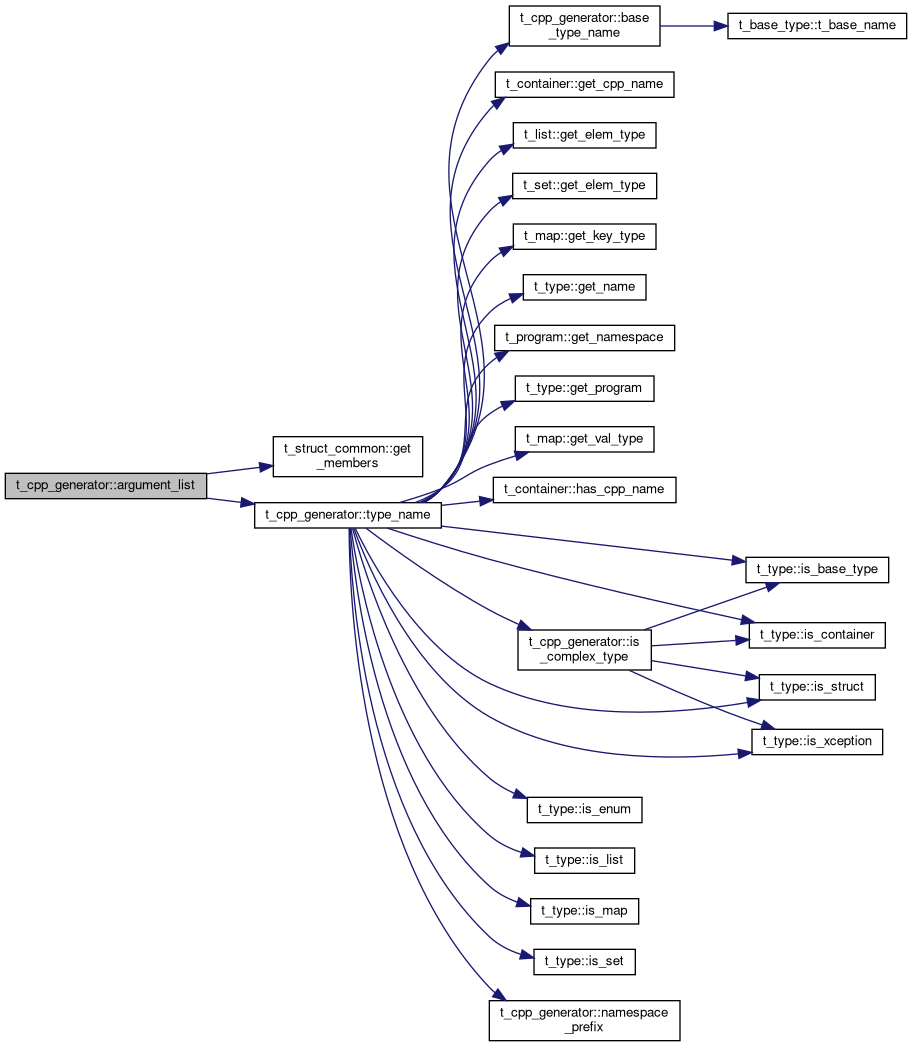 t_cpp_generator::base
_type_name
t_base_type::t_base_name
t_container::get_cpp_name
t_list::get_elem_type
t_set::get_elem_type
t_map::get_key_type
t_type::get_name
t_program::get_namespace
t_type::get_program
t_map::get_val_type
t_struct_common::get
_members
t_cpp_generator::argument_list
t_container::has_cpp_name
t_cpp_generator::type_name
t_type::is_base_type
t_cpp_generator::is
_complex_type
t_type::is_container
t_type::is_struct
t_type::is_xception
t_type::is_enum
t_type::is_list
t_type::is_map
t_type::is_set
t_cpp_generator::namespace
_prefix